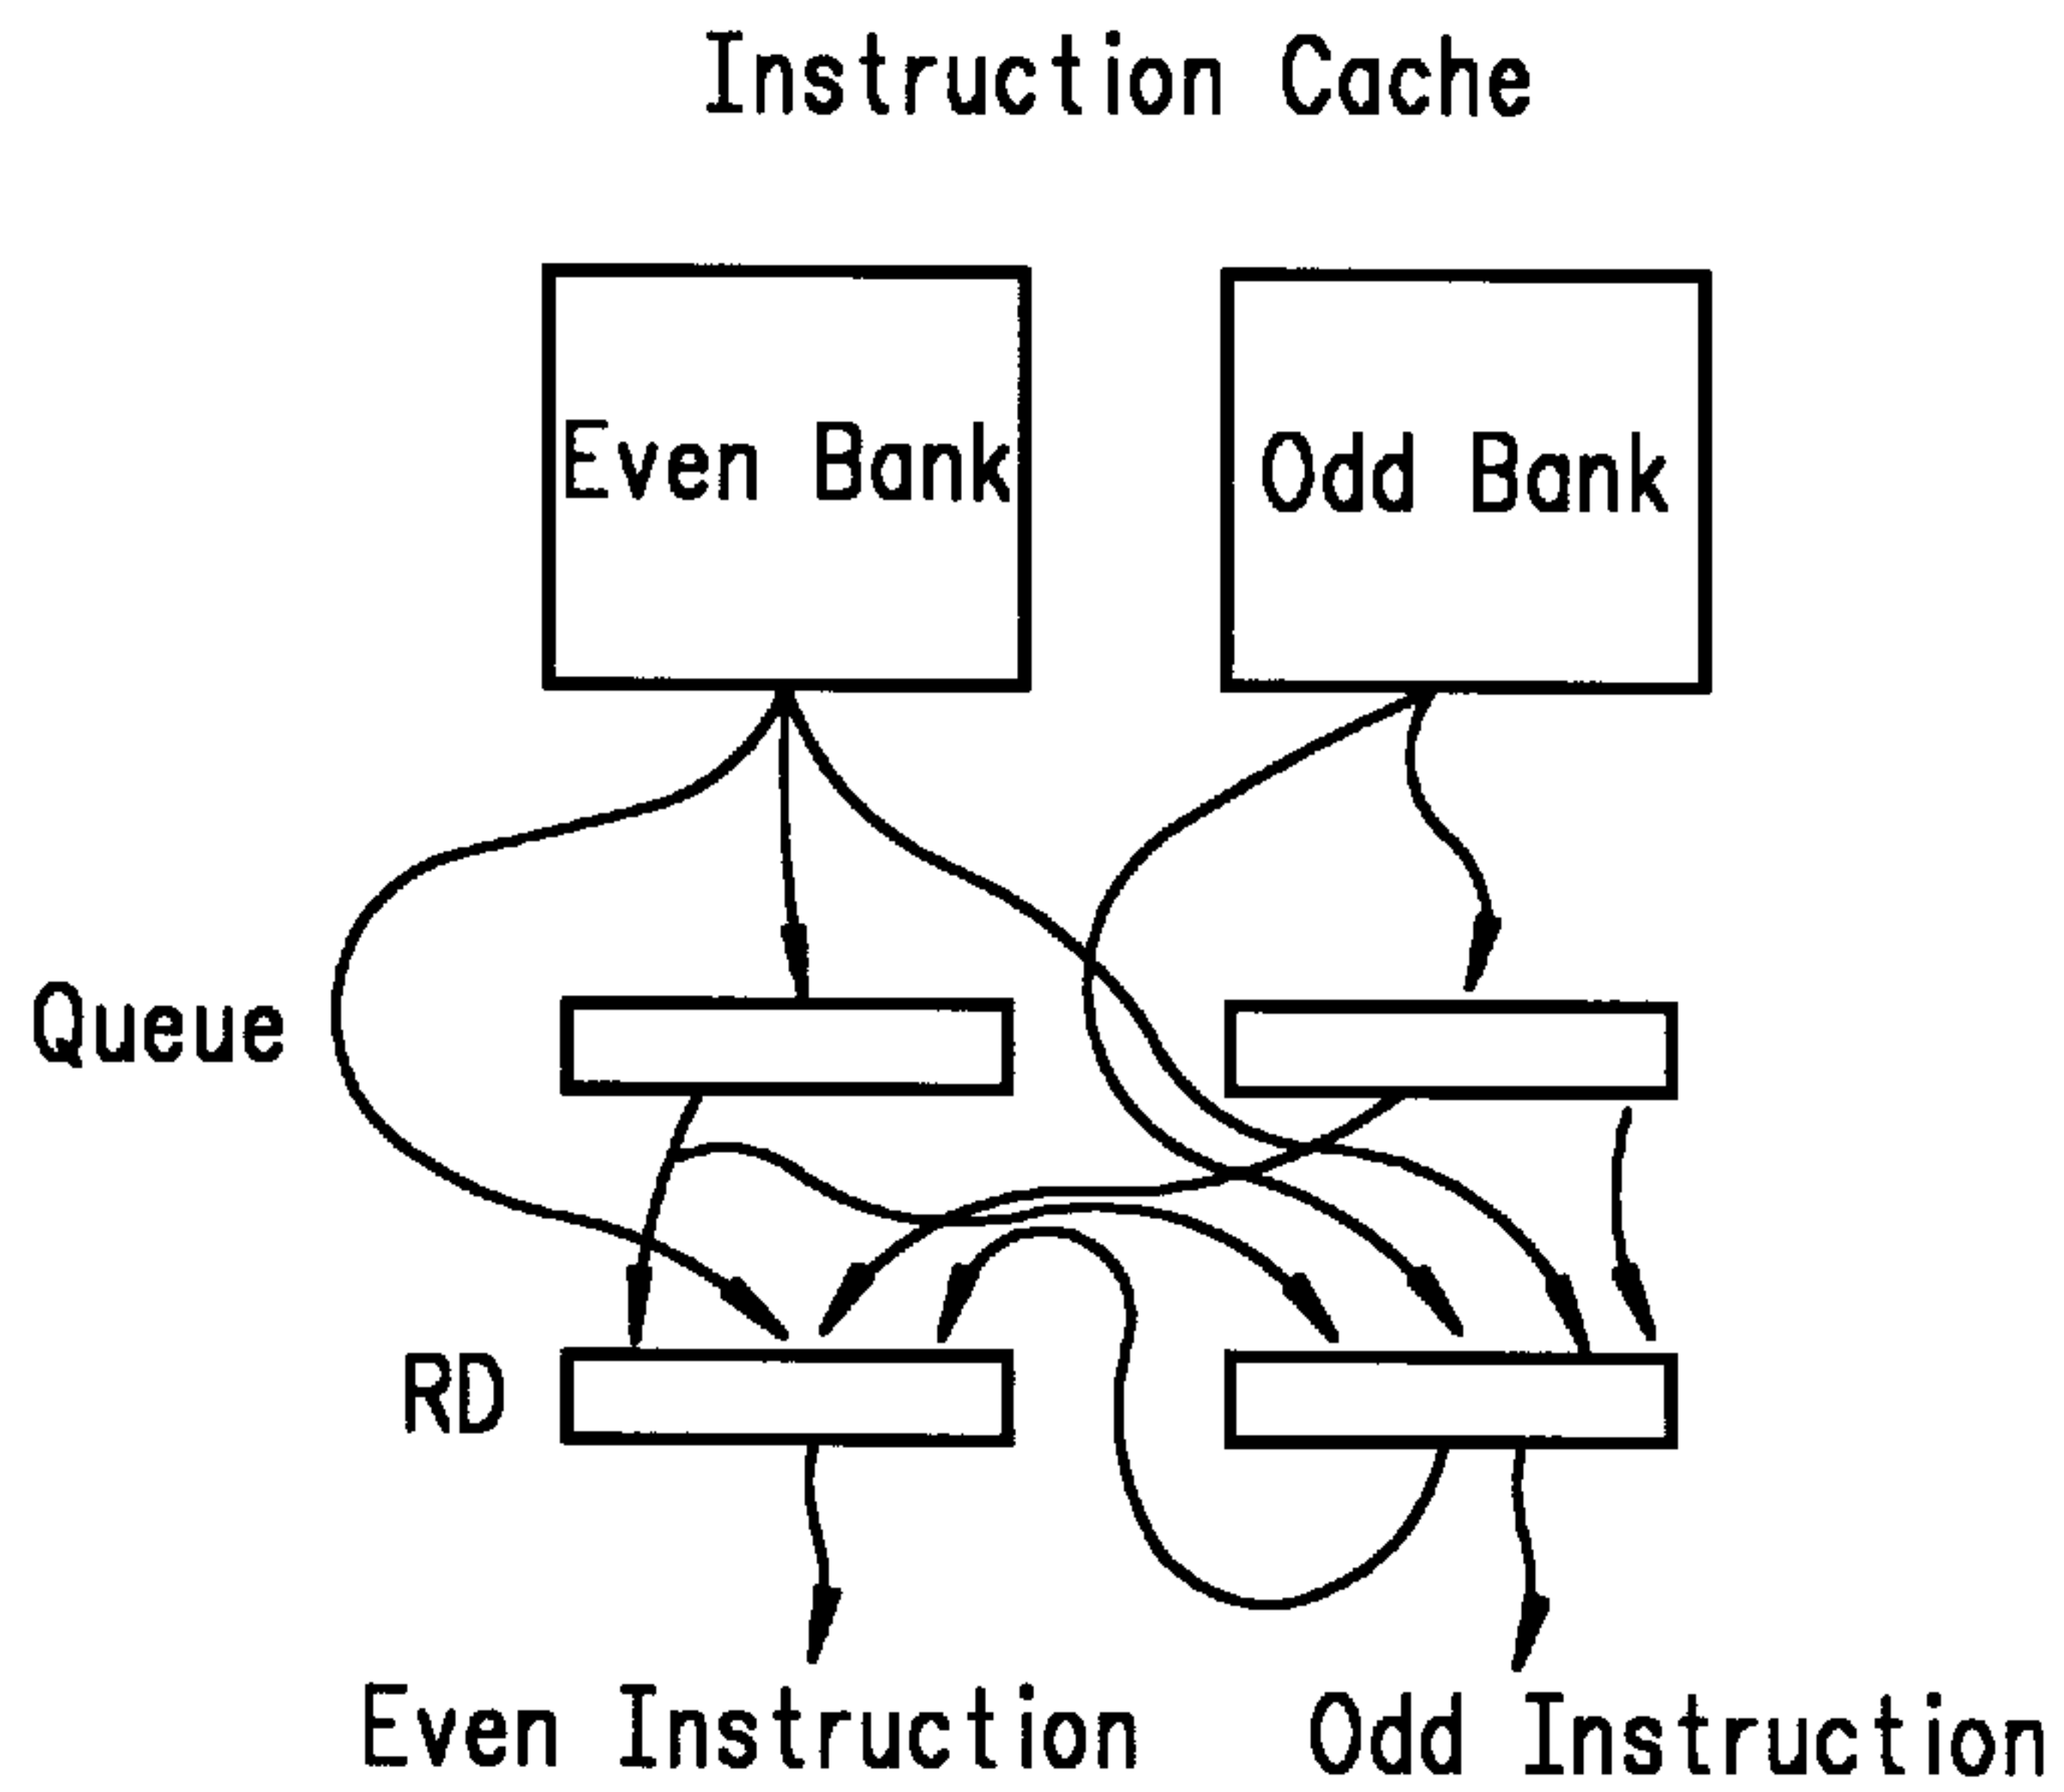 Instruction Cache
Even Bank
Odd Bank
Queue
RD
Even Instruction
Odd Instruction